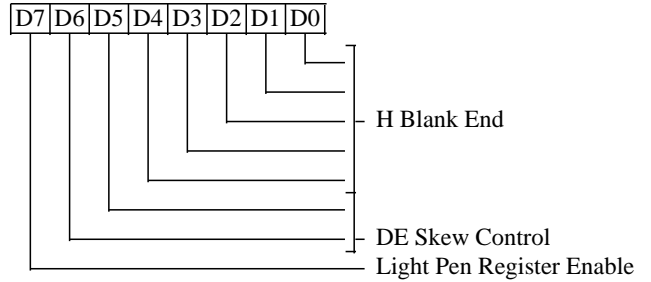 D7 D6 D5 D4 D3 D2 D1 D0
H Blank End
DE Skew Control
Light Pen Register Enable